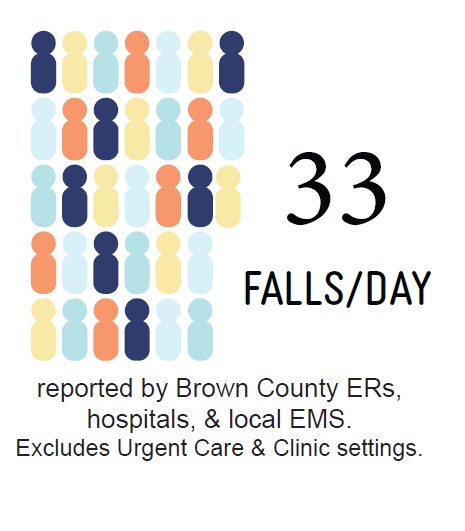 33
FALLS/DAY
reported by Brown County ERs,
hospitals, & local EMS.
Excludes Urgent Care & Clinic settings.